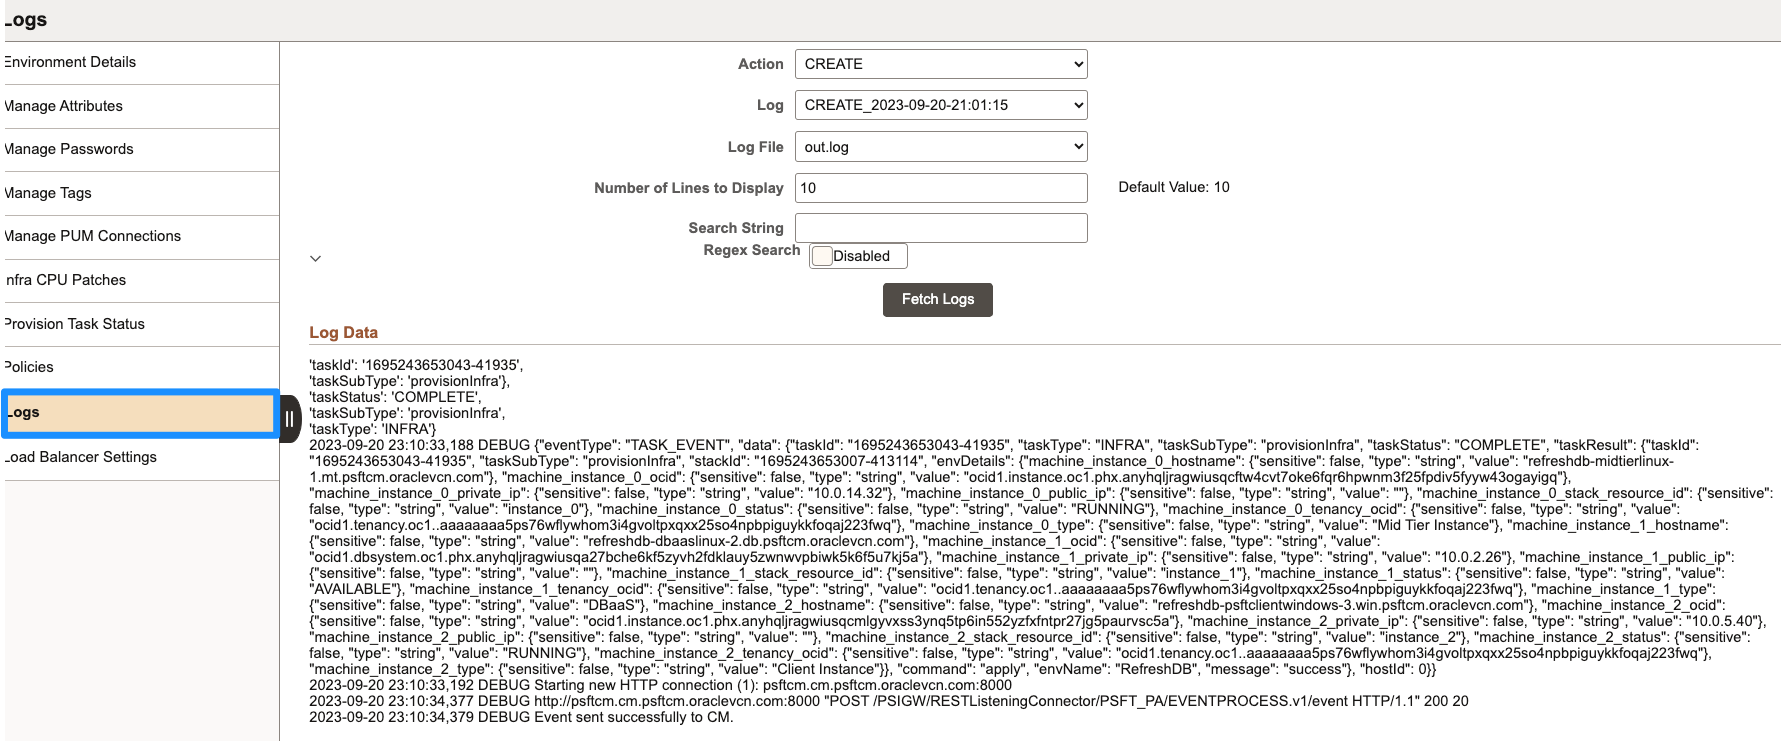 Logs
Environment Details
Manage Attributes
Manage Passwords
Manage Tags
Manage PUM Connections
Infra CPU Patches
Provision Task Status
Policies
Logs
Load Balancer Settings
Action CREATE
Log CREATE_2023-09-20-21:01:15
Log File out.log
Number of Lines to Display 10 Default Value: 10
Search String
Regex Search Disabled
Fetch Logs
Log Data
'taskId': '1695243653043-41935',
'taskSubType': 'provisionInfra'},
'taskStatus': 'COMPLETE',
'taskSubType': 'provisionInfra',
'taskType': 'INFRA'}
2023-09-20 23:10:33,188 DEBUG {"eventType": "TASK_EVENT", "data": {"taskId": "1695243653043-41935", "taskType": "INFRA", "taskSubType": "provisionInfra", "taskStatus": "COMPLETE", "taskResult": {"taskId":
"1695243653043-41935", "taskSubType": "provisionInfra", "stackId": "1695243653007-413114", "envDetails": {"machine_instance_0_hostname": {"sensitive": false, "type": "string", "value": "refreshdb-midtierlinux-
1.mt.psftcm.oraclevcn.com"}, "machine_instance_0_ocid": {"sensitive": false, "type": "string", "value": "ocid1.instance.oc1.phx.anyhqljragwiusqcftw4cvt7oke6fqr6hpwnm3f25fpdiv5fyyw43ogayigq"},
"machine_instance_0_private_ip": {"sensitive": false, "type": "string", "value": "10.0.14.32"}, "machine_instance_0_public_ip": {"sensitive": false, "type": "string", "value": ""}, "machine_instance_0_stack_resource_id": {"sensitive":
false, "type": "string", "value": "instance_0"}, "machine_instance_0_status": {"sensitive": false, "type": "string", "value": "RUNNING"}, "machine_instance_0_tenancy_ocid": {"sensitive": false, "type": "string", "value":
"ocid1.tenancy.oc1..aaaaaaaa5ps76wflywhom3i4gvoltpxqxx25so4npbpiguykkfoqaj223fwq"}, "machine_instance_0_type": {"sensitive": false, "type": "string", "value": "Mid Tier Instance"}, "machine_instance_1_hostname":
{"sensitive": false, "type": "string", "value": "refreshdb-dbaaslinux-2.db.psftcm.oraclevcn.com"}, "machine_instance_1_ocid": {"sensitive": false, "type": "string", "value":
"ocid1.dbsystem.oc1.phx.anyhqljragwiusqa27bche6kf5zyvh2fdklauy5zwnwvpbiwk5k6f5u7kj5a"}, "machine_instance_1_private_ip": {"sensitive": false, "type": "string", "value": "10.0.2.26"}, "machine_instance_1_public_ip":
{"sensitive": false, "type": "string", "value": ""}, "machine_instance_1_stack_resource_id": {"sensitive": false, "type": "string", "value": "instance_1"}, "machine_instance_1_status": {"sensitive": false, "type": "string", "value":
"AVAILABLE"}, "machine_instance_1_tenancy_ocid": {"sensitive": false, "type": "string", "value": "ocid1.tenancy.oc1..aaaaaaaa5ps76wflywhom3i4gvoltpxqxx25so4npbpiguykkfoqaj223fwq"}, "machine_instance_1_type":
{"sensitive": false, "type": "string", "value": "DBaaS"}, "machine_instance_2_hostname": {"sensitive": false, "type": "string", "value": "refreshdb-psftclientwindows-3.win.psftcm.oraclevcn.com"}, "machine_instance_2_ocid":
{"sensitive": false, "type": "string", "value": "ocid1.instance.oc1.phx.anyhqljragwiusqcmlgyvxss3ynq5tp6in552yzfxfntpr27jg5paurvsc5a"}, "machine_instance_2_private_ip": {"sensitive": false, "type": "string", "value": "10.0.5.40"},
"machine_instance_2_public_ip": {"sensitive": false, "type": "string", "value": ""}, "machine_instance_2_stack_resource_id": {"sensitive": false, "type": "string", "value": "instance_2"}, "machine_instance_2_status": {"sensitive":
false, "type": "string", "value": "RUNNING"}, "machine_instance_2_tenancy_ocid": {"sensitive": false, "type": "string", "value": "ocid1.tenancy.oc1..aaaaaaaa5ps76wflywhom3i4gvoltpxqxx25so4npbpiguykkfoqaj223fwq"},
"machine_instance_2_type": {"sensitive": false, "type": "string", "value": "Client Instance"}}, "command": "apply", "envName": "RefreshDB", "message": "success"}, "hostId": 0}}
2023-09-20 23:10:33,192 DEBUG Starting new HTTP connection (1): psftcm.cm.psftcm.oraclevcn.com:8000
2023-09-20 23:10:34,377 DEBUG http://psftcm.cm.psftcm.oraclevcn.com:8000 "POST /PSIGW/RESTListeningConnector/PSFT_PA/EVENTPROCESS.v1/event HTTP/1.1" 200 20
2023-09-20 23:10:34,379 DEBUG Event sent successfully to CM.